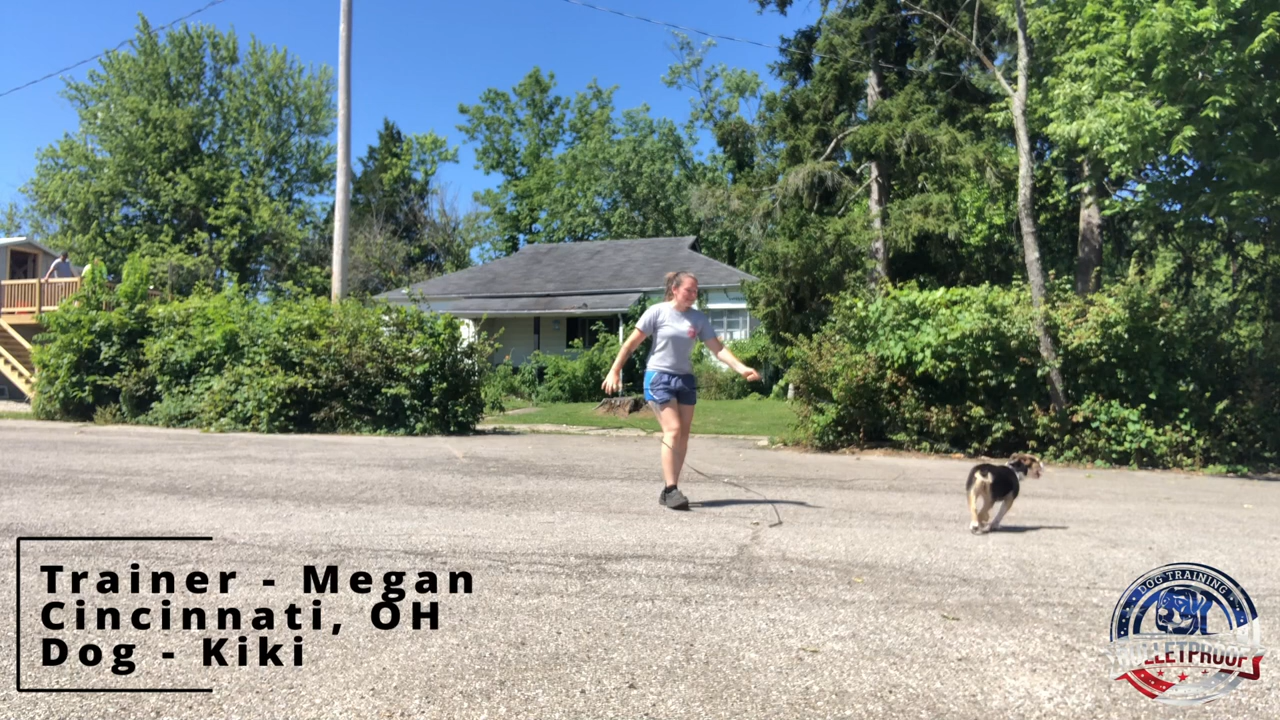 Trainer - Megan
Cincinnati, OH
Dog - Kiki
DOG TRAINING
BULLETPROOF